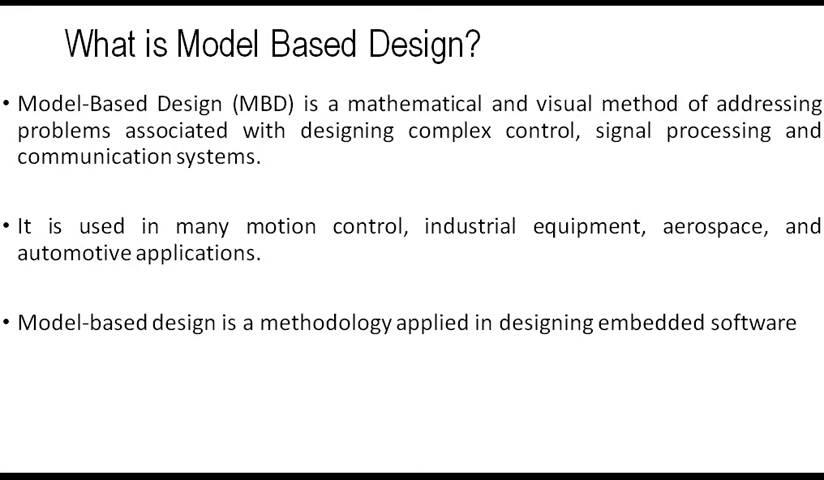 What is Model Based Design?
• Model-Based Design (MBD) is a mathematical and visual method of addressing
problems associated with designing complex control, signal processing and
communication systems.
• It is used in many motion control, industrial equipment, aerospace, and
automotive applications.
• Model-based design is a methodology applied in designing embedded software